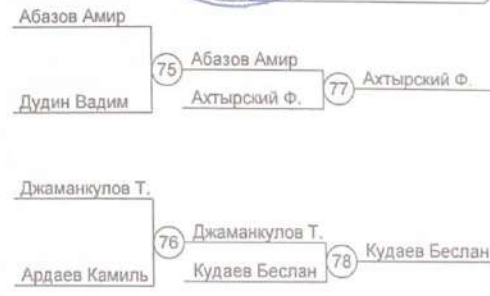 Абазов Амир
75
Абазов Амир
77
Ахтырский Ф.
Дудин Вадим
Ахтырский Ф.
Джаманкулов Т.
76
Джаманкулов Т.
78
Кудаев Беслан
Ардаев Камиль
Кудаев Беслан